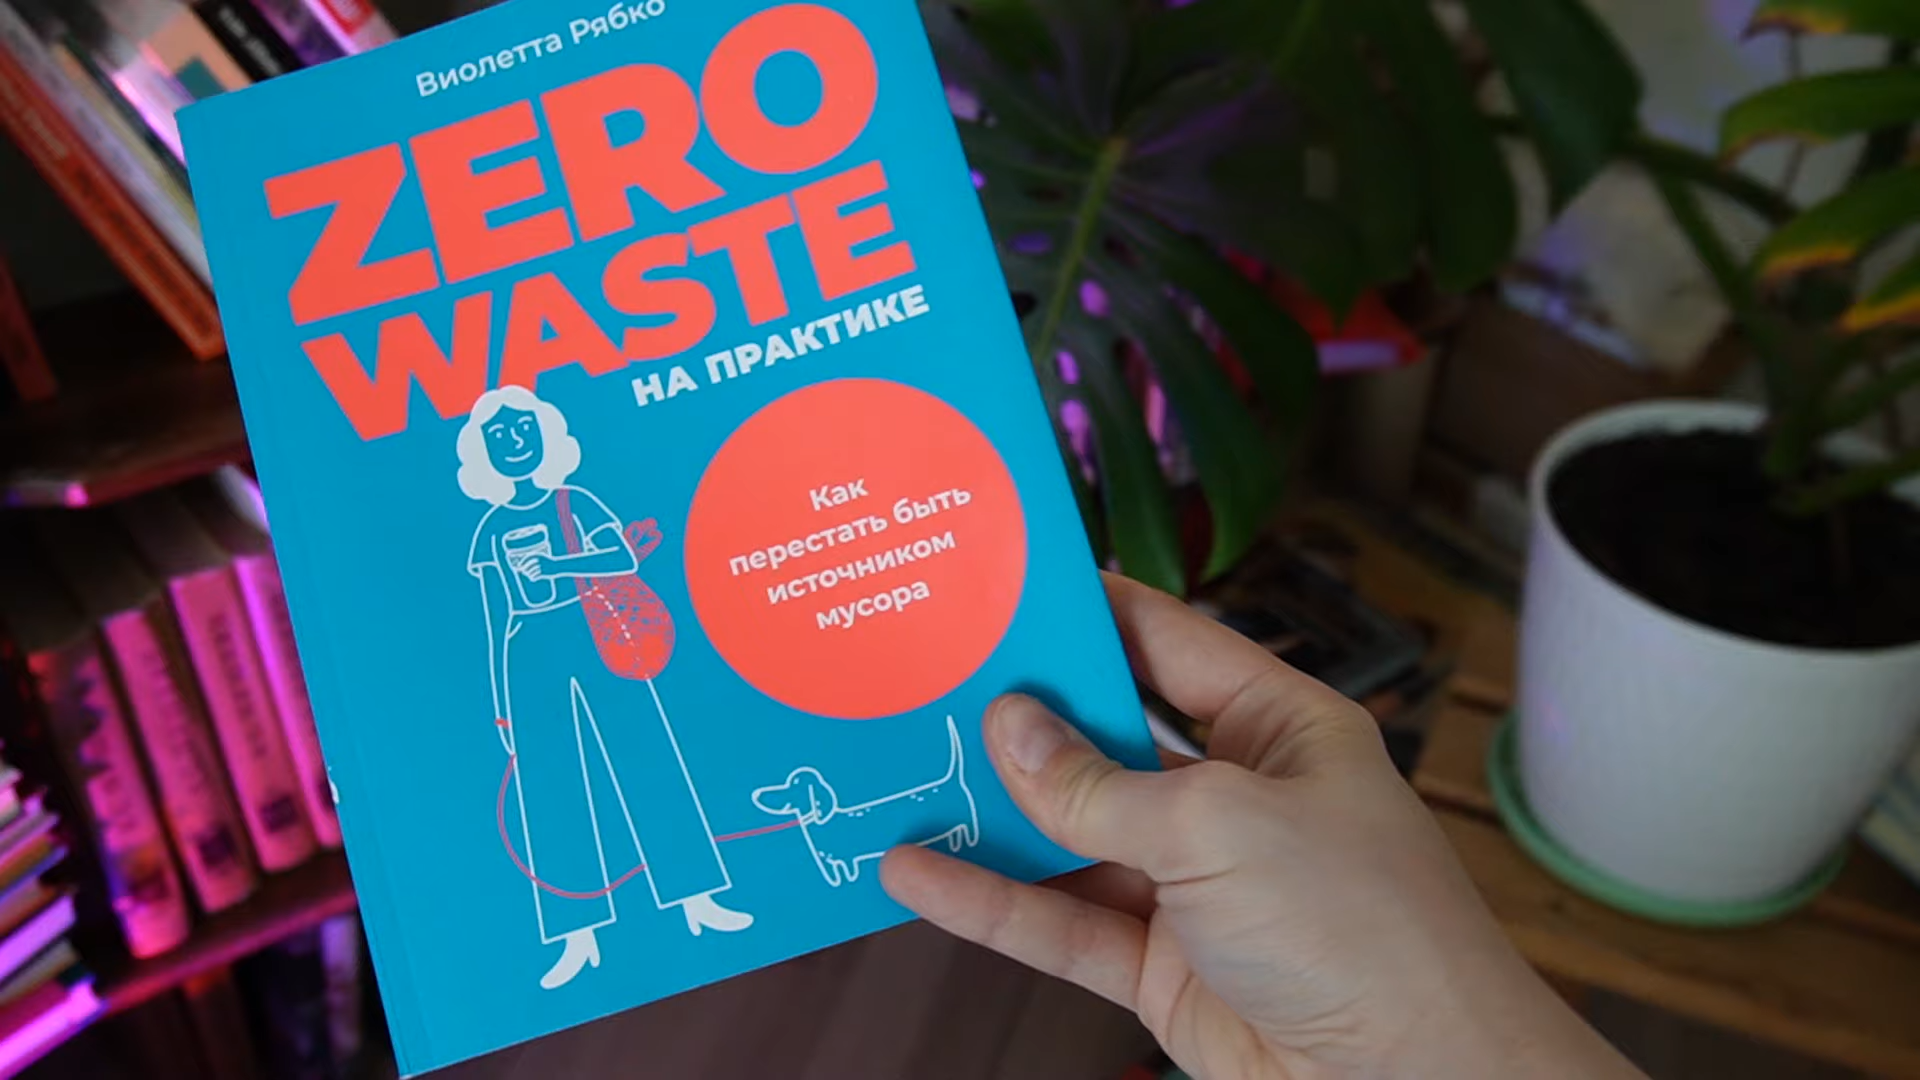 Виолетта Рябко
ZERO
WASTE
НА ПРАКТИКЕ
Как
перестать быть
источником
мусора